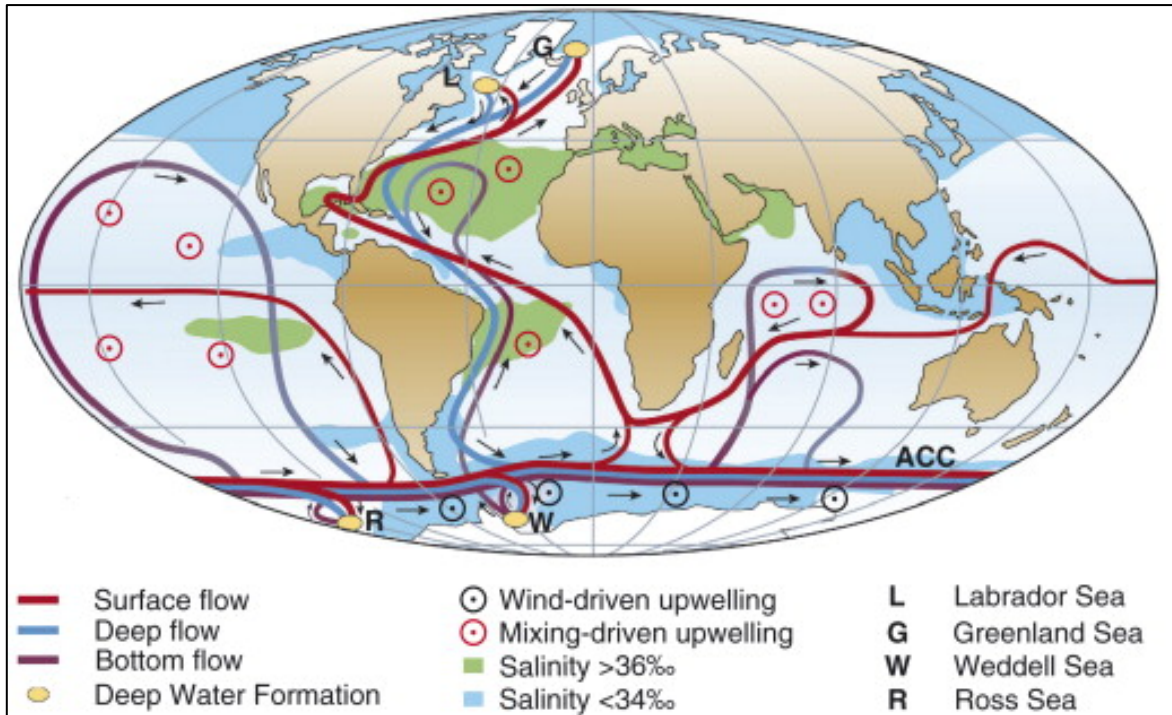 G
L
ACC
R
W
Surface flow
Deep flow
Bottom flow
Deep Water Formation
Wind-driven upwelling
Mixing-driven upwelling
Salinity >36‰
Salinity <34‰
L Labrador Sea
G Greenland Sea
W Weddell Sea
R Ross Sea